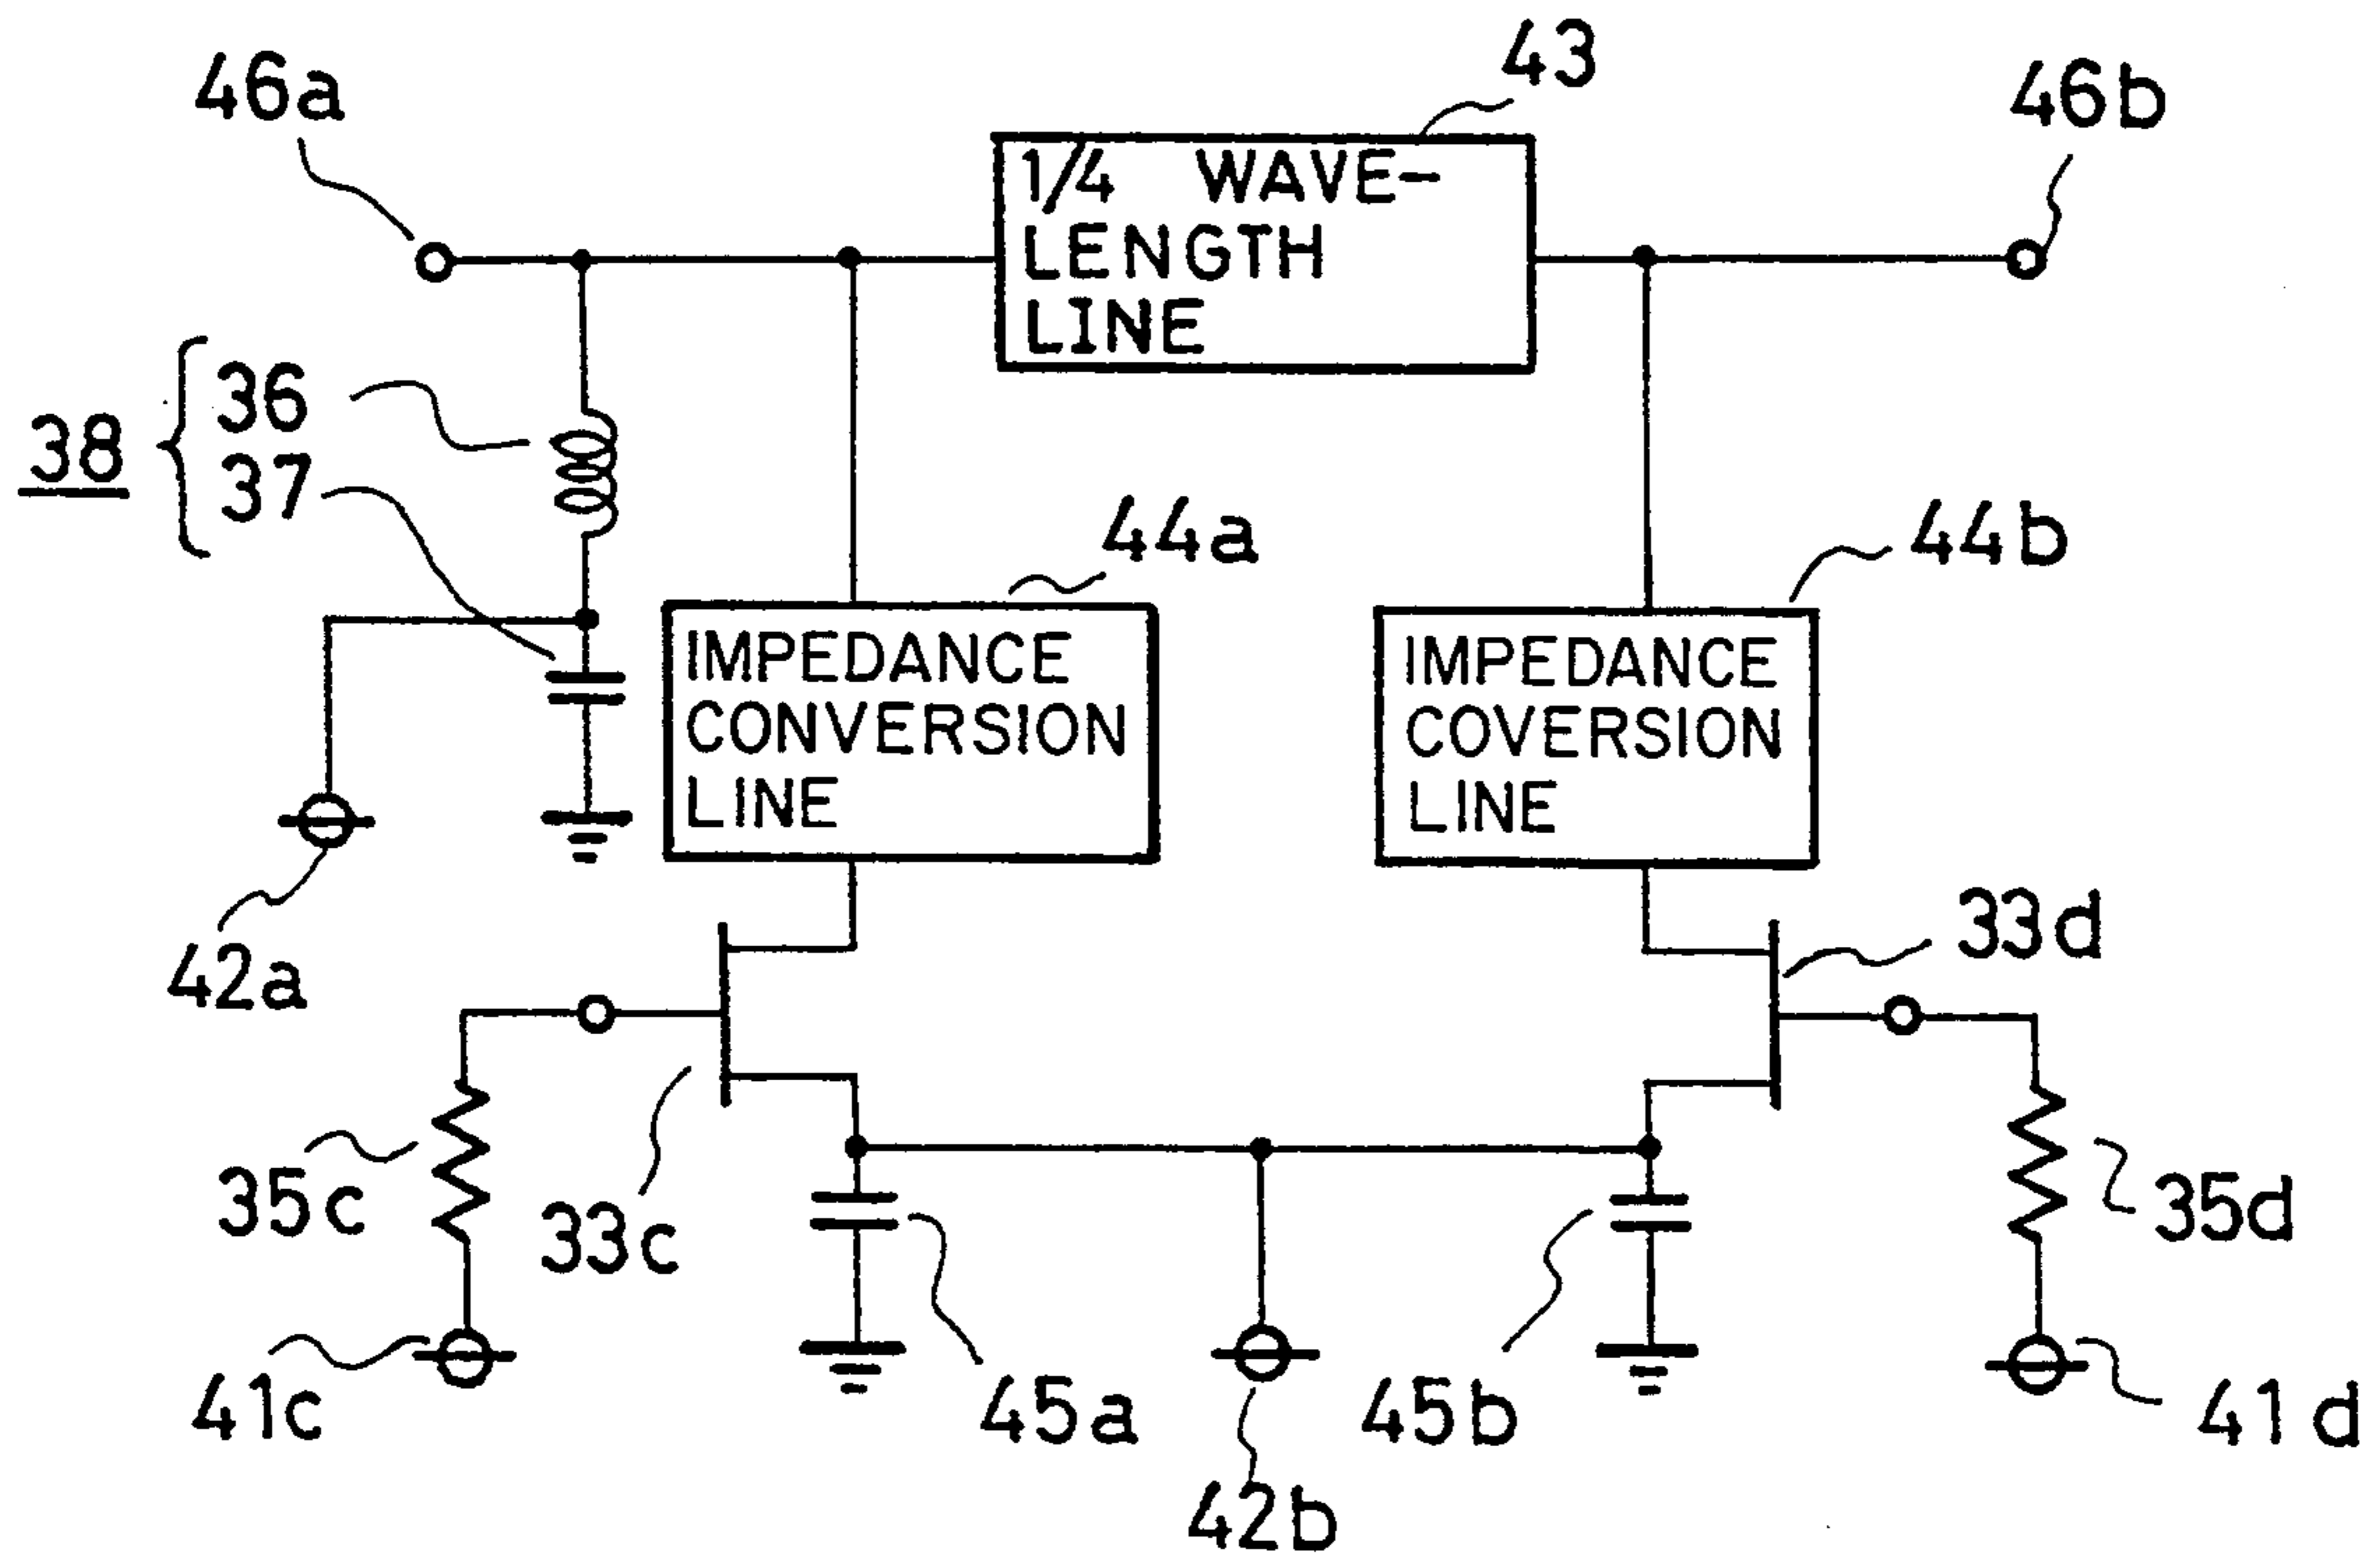 43
46a
46b
1/4 WAVE-
LENGTH
LINE
36
38
37
44a
44b
IMPEDANCE
CONVERSION
LINE
IMPEDANCE
COVERSION
LINE
33d
42a
35c
33c
35d
41c
45a
45b
41d
42b